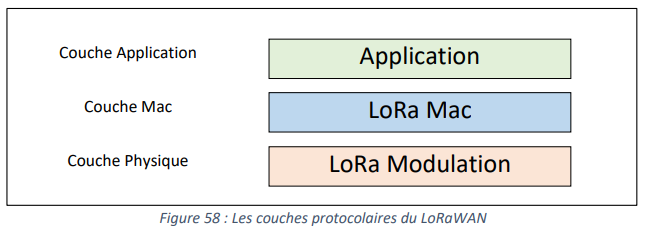 Couche Application
Application
Couche Mac
LoRa Mac
Couche Physique
LoRa Modulation
Figure 58 : Les couches protocolaires du LoRaWAN